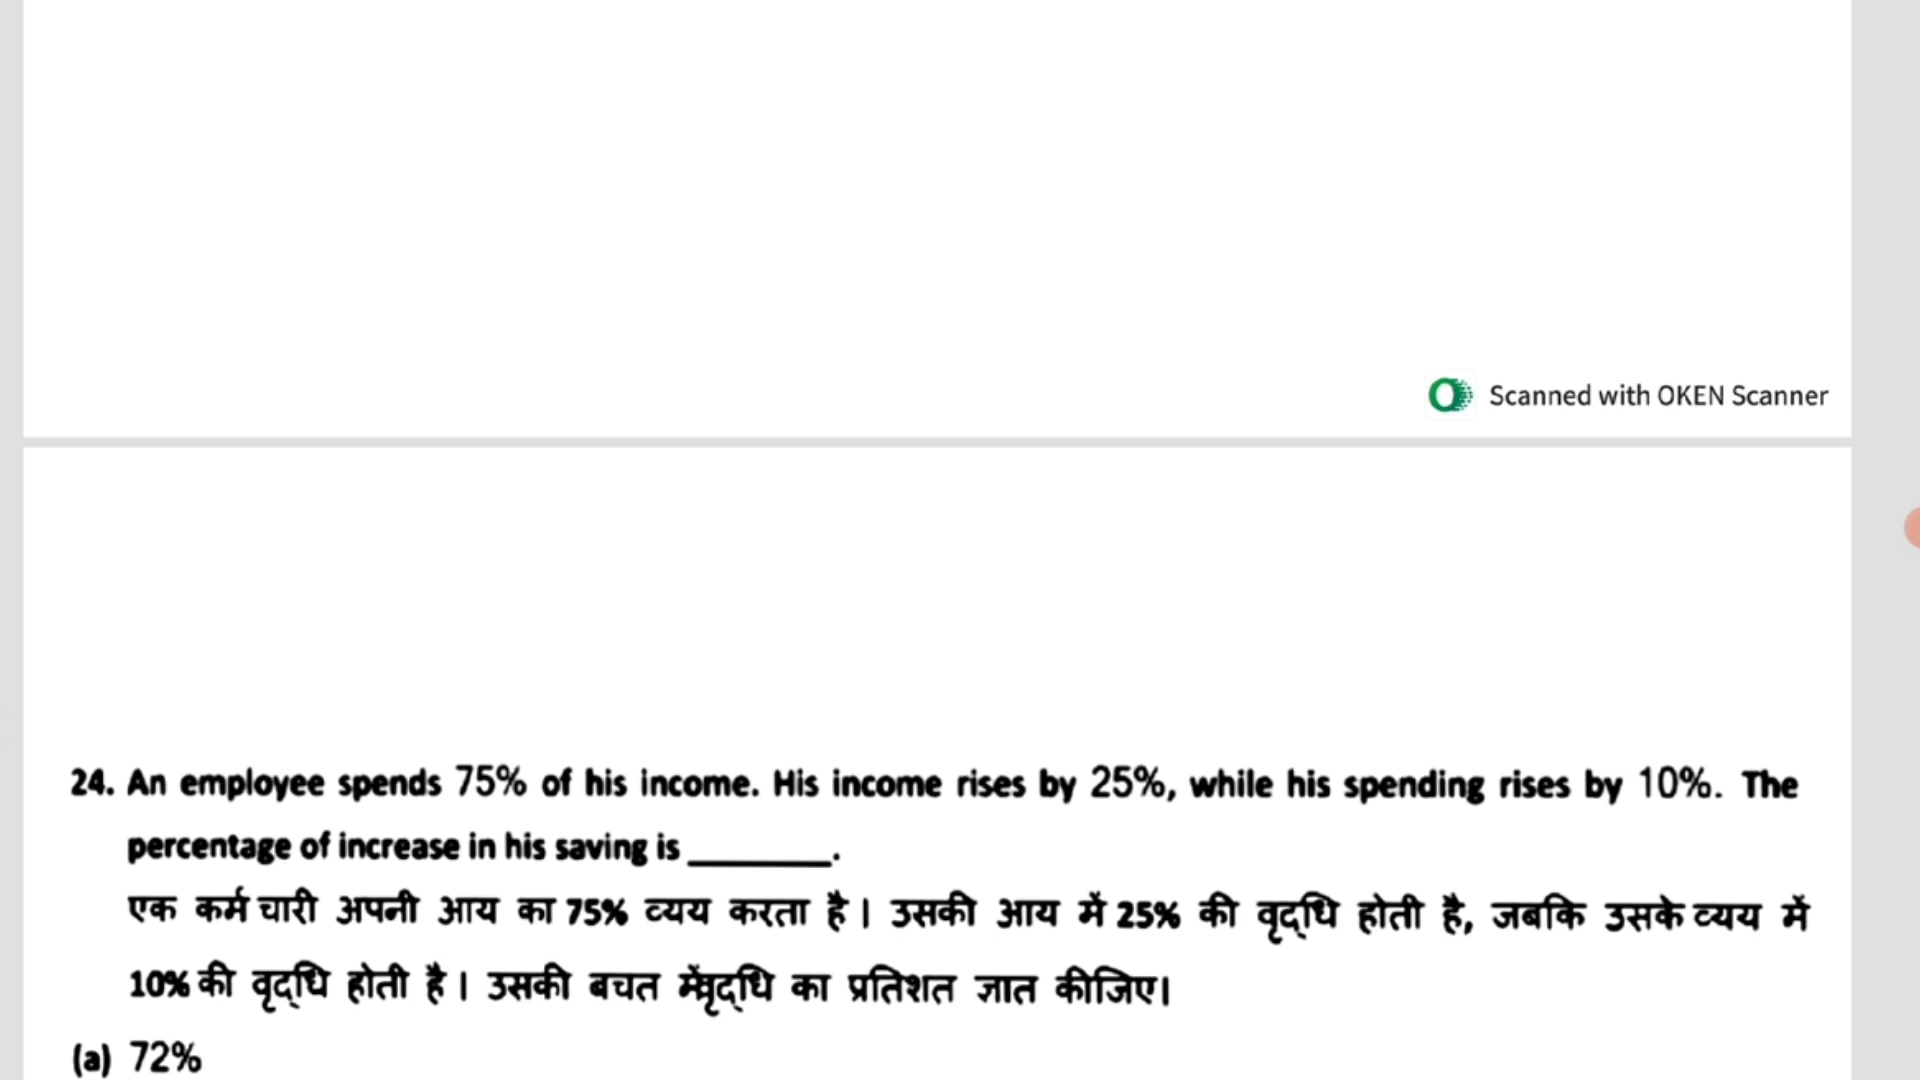 Scanned with OKEN Scanner
24. An employee spends 75% of his income. His income rises by 25%, while his spending rises by 10%. The
percentage of increase in his saving is ________.
एक कर्मचारी अपनी आय का 75% व्यय करता है। उसकी आय में 25% की वृद्धि होती है, जबकि उसके व्यय में
10% की वृद्धि होती है। उसकी बचत में वृद्धि का प्रतिशत ज्ञात कीजिए।
(a) 72%